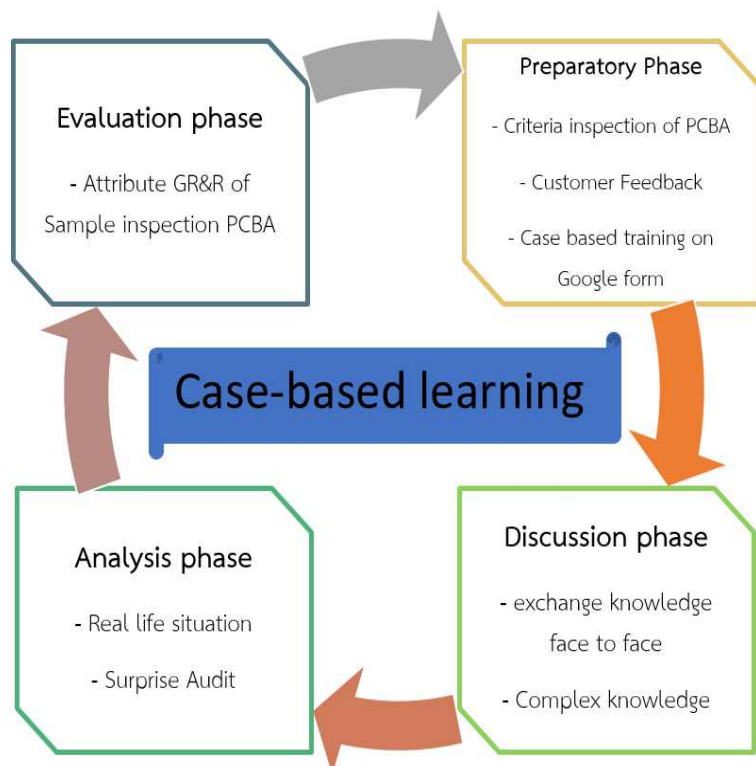 Evaluation phase
- Attribute GR&R of
Sample inspection PCBA
Preparatory Phase
- Criteria inspection of PCBA
- Customer Feedback
- Case based training on
Google form
Case-based learning
Analysis phase
- Real life situation
- Surprise Audit
Discussion phase
- exchange knowledge
face to face
- Complex knowledge